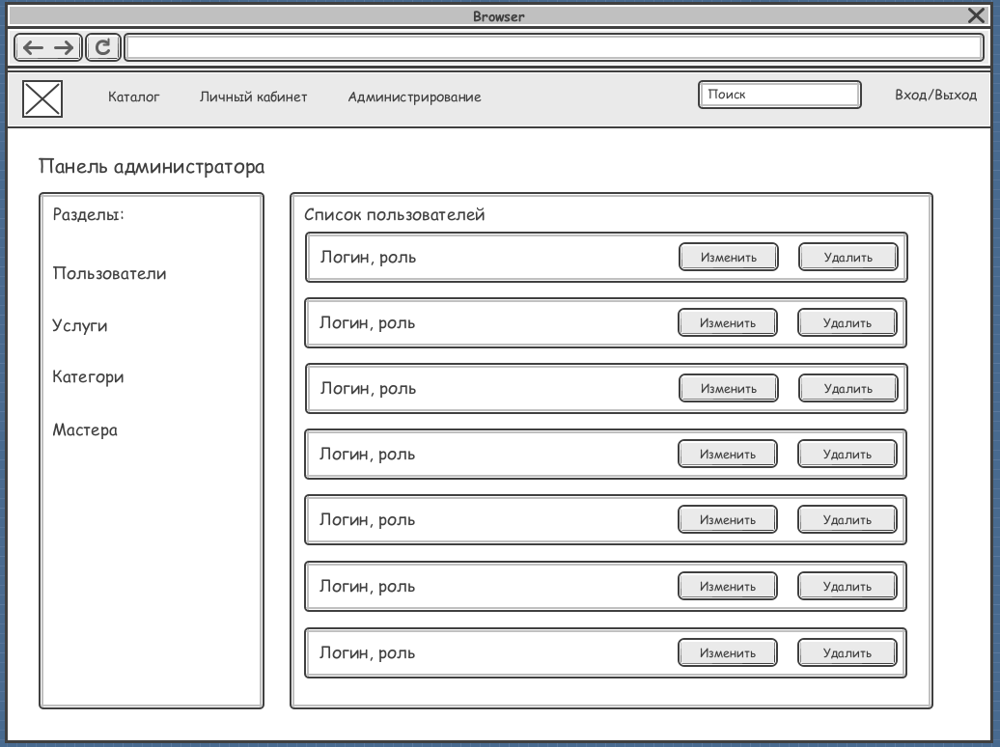 Browser
Каталог Личный кабинет Администрирование Поиск Вход/Выход
Панель администратора
Разделы:
Пользователи
Услуги
Категори
Мастера
Список пользователей
Логин, роль Изменить Удалить
Логин, роль Изменить Удалить
Логин, роль Изменить Удалить
Логин, роль Изменить Удалить
Логин, роль Изменить Удалить
Логин, роль Изменить Удалить
Логин, роль Изменить Удалить